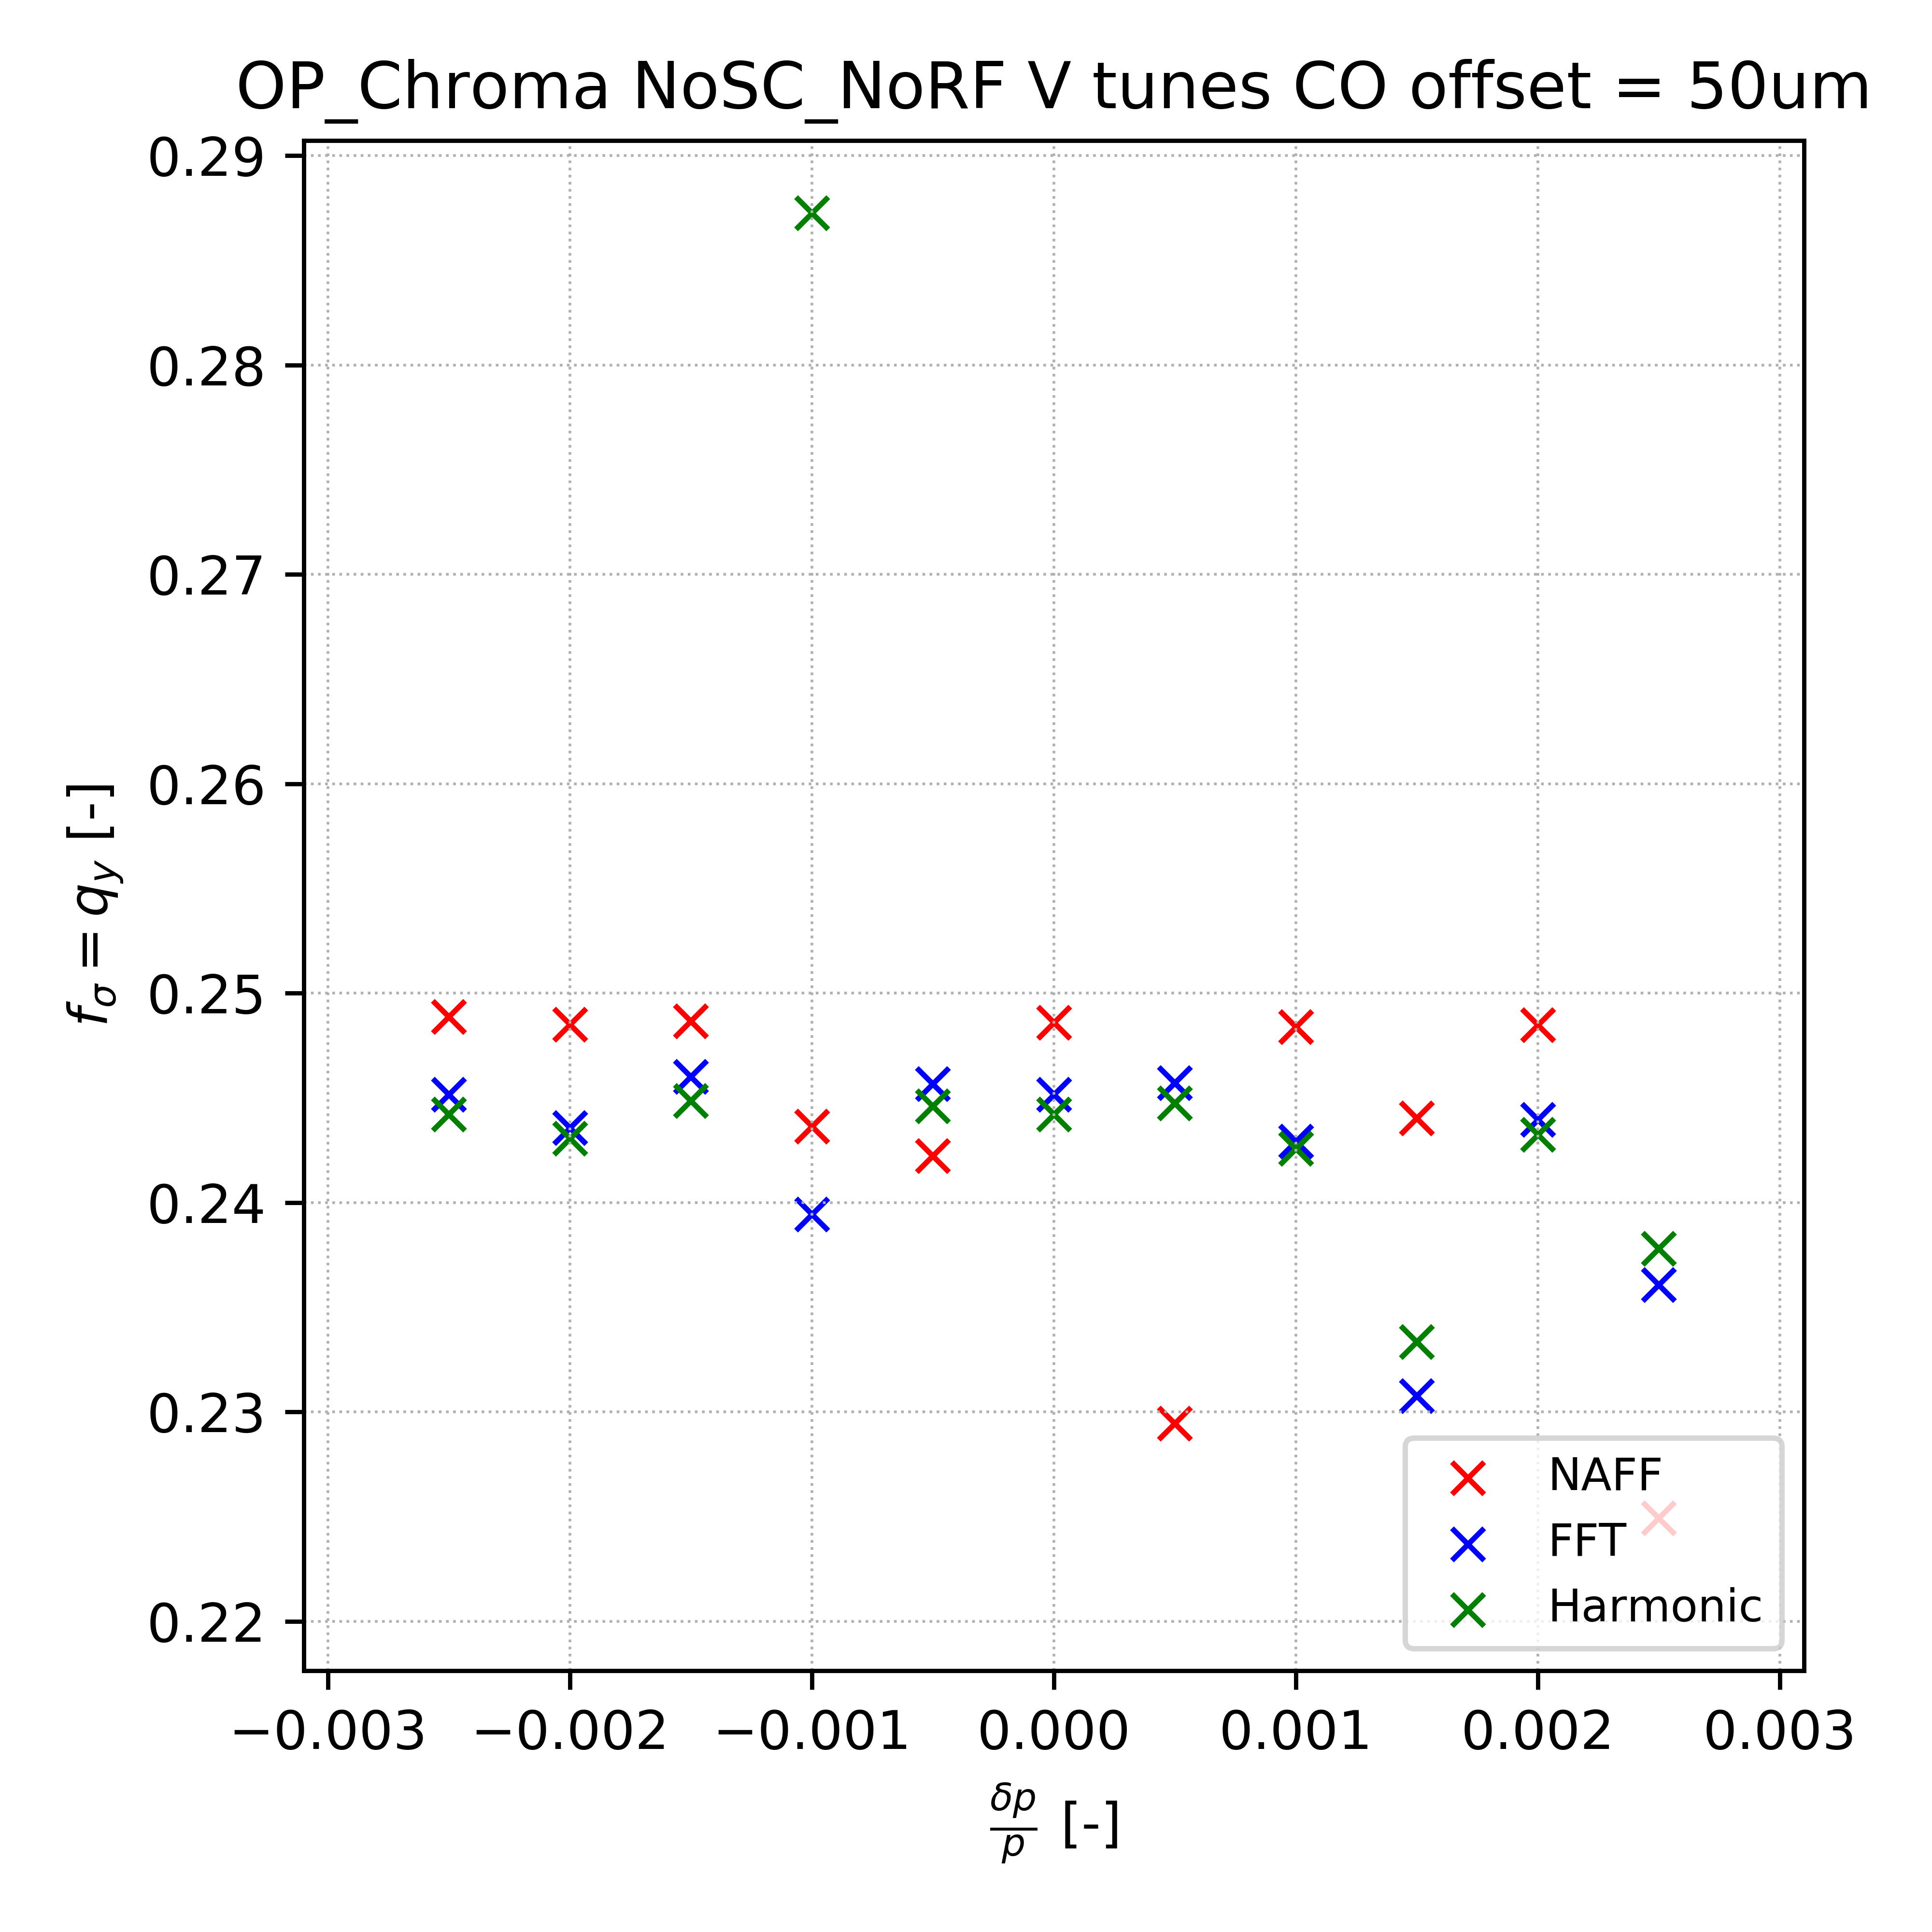 OP_Chroma NoSC_NoRF V tunes CO offset = 50um
0.29
0.28
0.27
0.26
0.25
0.24
0.23
0.22
f_σ = q_y [-]
NAFF
FFT
Harmonic
−0.003 −0.002 −0.001 0.000 0.001 0.002 0.003
δp/p [-]